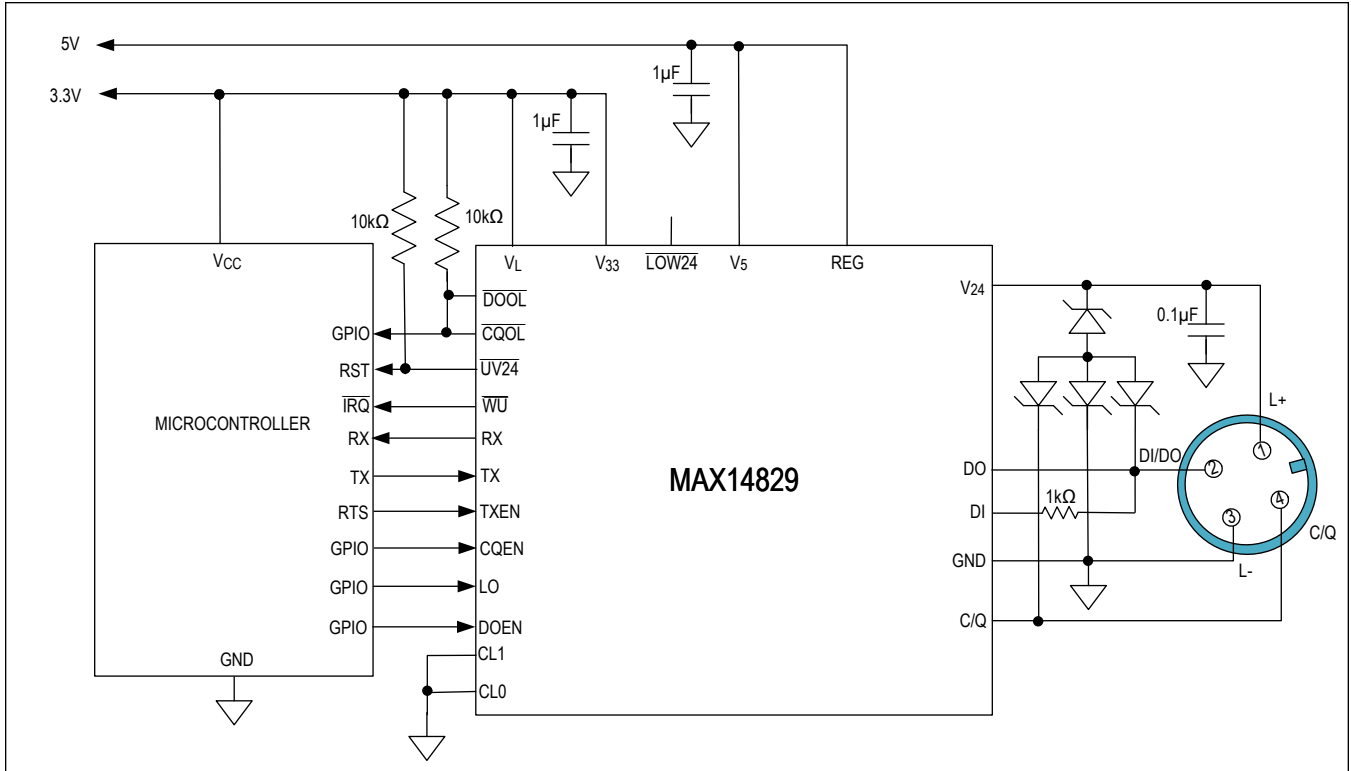 5V
3.3V
1µF
1µF
10kΩ
10kΩ
VCC
VL
V33
LOW24
V5
REG
DOOL
V24
GPIO
CQOL
0.1µF
RST
UV24
IRQ
WU
L+
MICROCONTROLLER
RX
RX
DI/DO
TX
TX
MAX14829
DO
1
2
4
3
RTS
TXEN
DI
1kΩ
C/Q
GPIO
CQEN
GND
L-
GPIO
LO
GPIO
DOEN
C/Q
GND
CL1
CL0